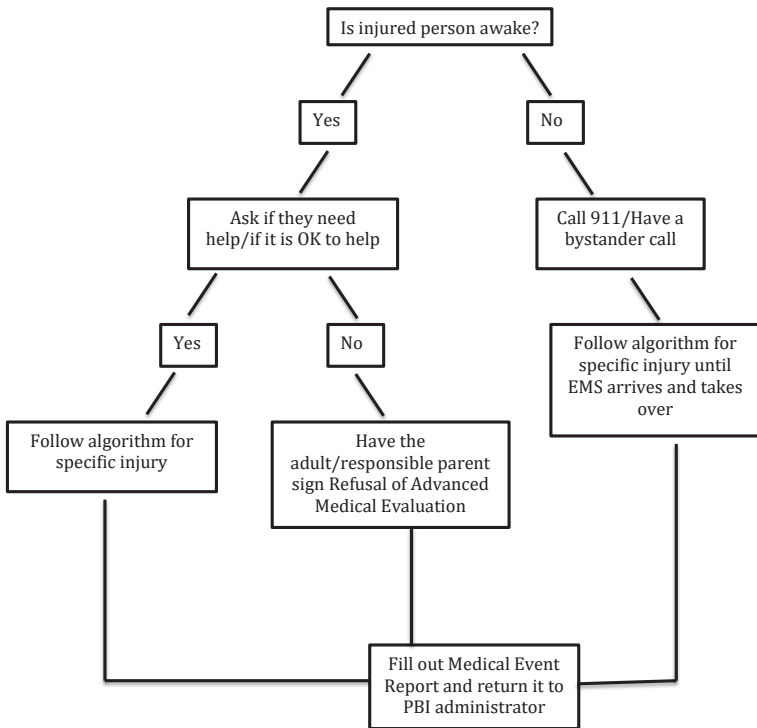 Is injured person awake?
Yes
No
Ask if they need
help/if it is OK to help
Call 911/Have a
bystander call
Yes
No
Follow algorithm for
specific injury until
EMS arrives and takes
over
Follow algorithm for
specific injury
Have the
adult/responsible parent
sign Refusal of Advanced
Medical Evaluation
Fill out Medical Event
Report and return it to
PBI administrator